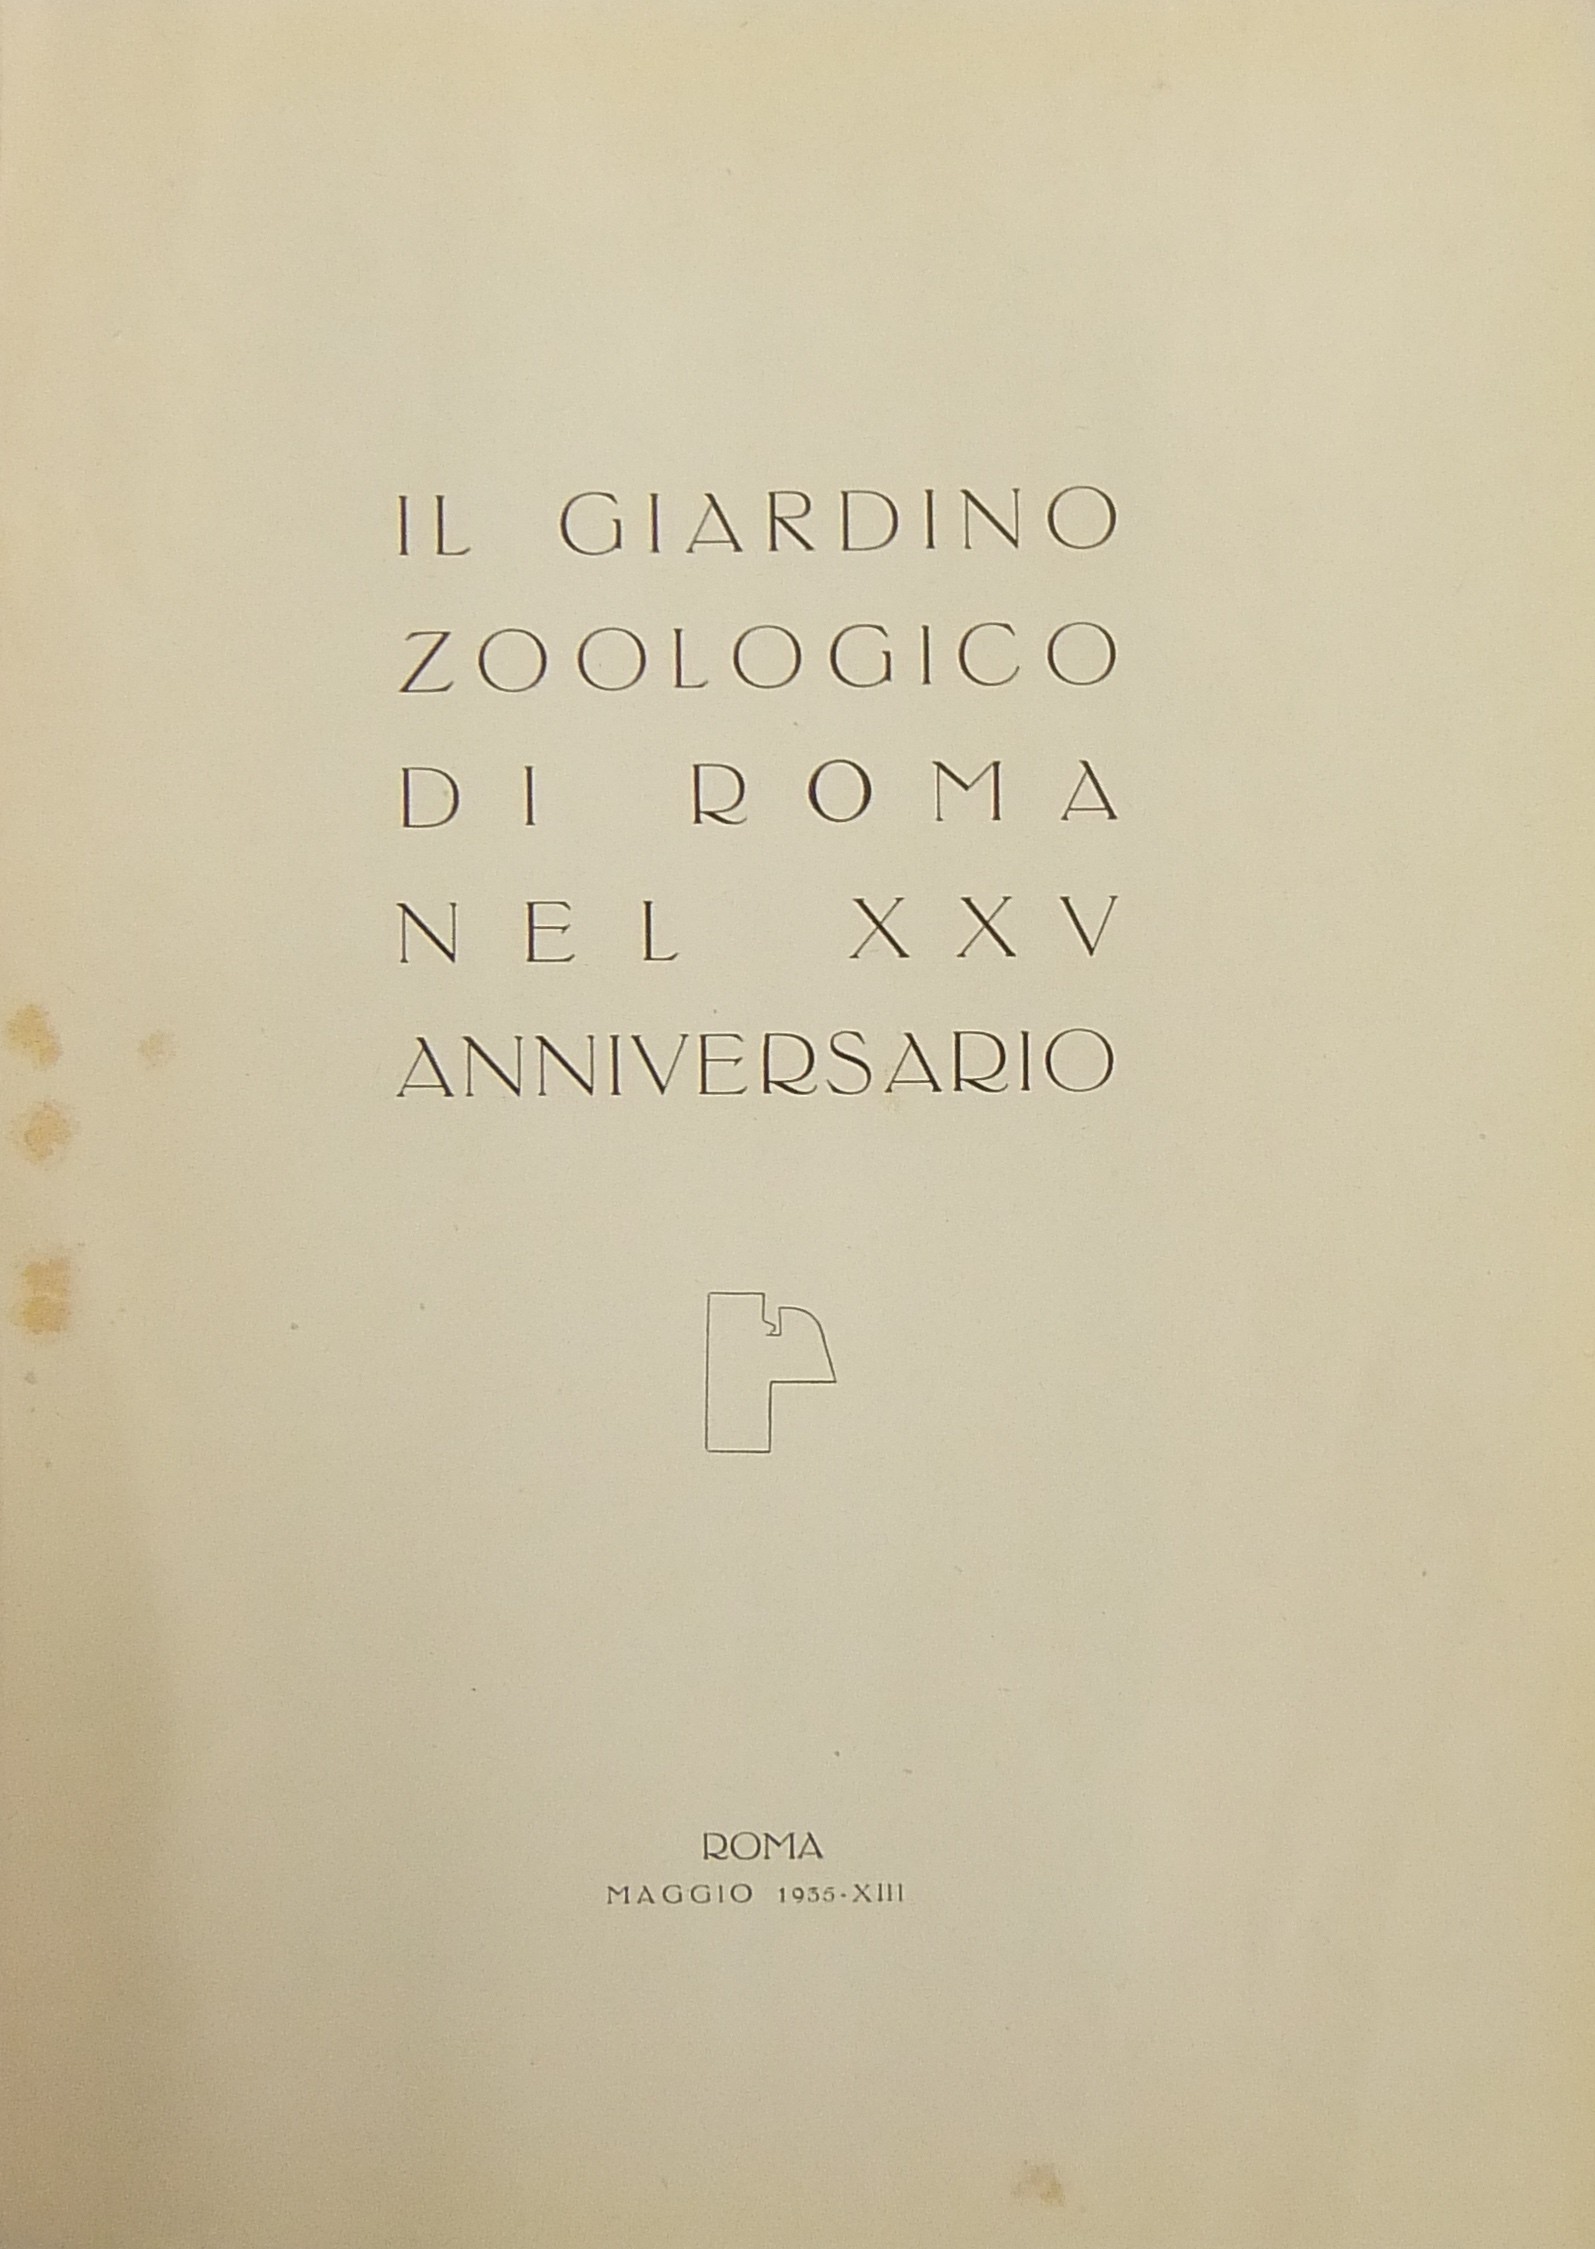 IL GIARDINO
ZOOLOGICO
DI ROMA
NEL XXV
ANNIVERSARIO
ROMA
MAGGIO 1935-XIII